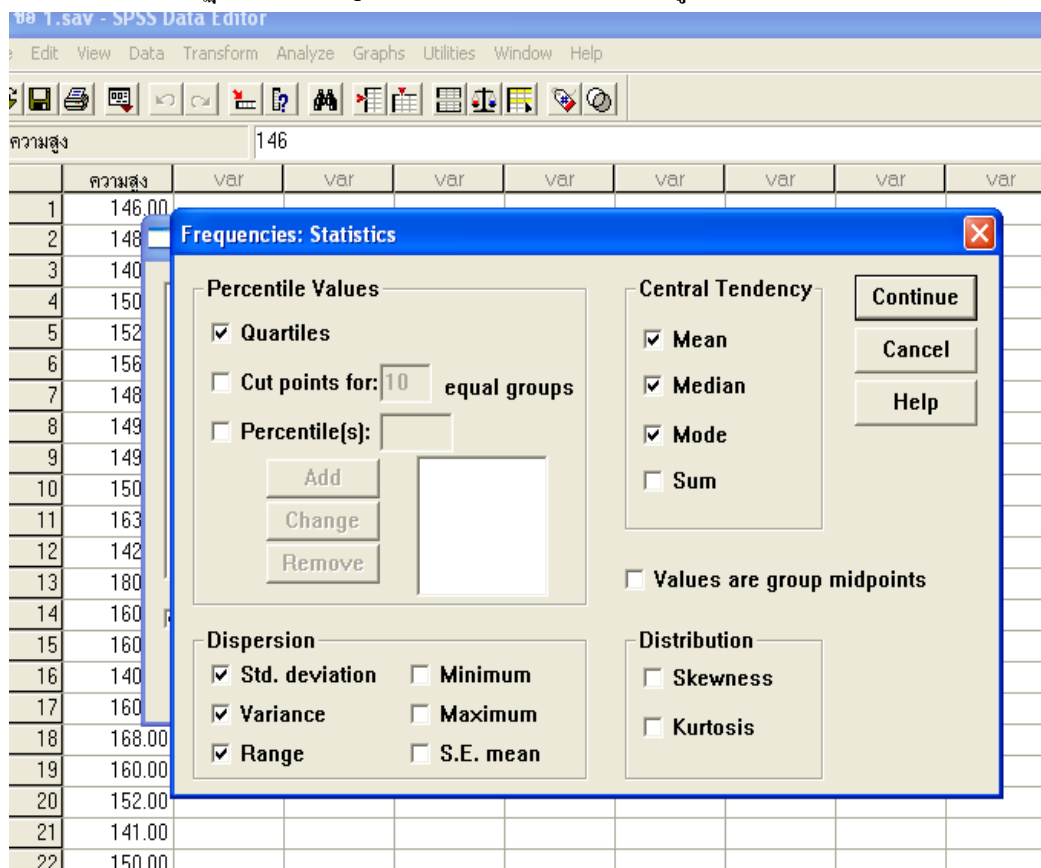 ข้อ 1.sav - SPSS Data Editor
Edit View Data Transform Analyze Graphs Utilities Window Help
ความสูง 146
ความสูง var var var var var var var var
1 146.00
2 148
3 140
4 150
5 152
6 156
7 148
8 149
9 149
10 150
11 163
12 142
13 180
14 160
15 160
16 140
17 160
18 168.00
19 160.00
20 152.00
21 141.00
22 150.00
Frequencies: Statistics
Percentile Values
Quartiles
Cut points for: 10 equal groups
Percentile(s):
Add
Change
Remove
Central Tendency
Mean
Median
Mode
Sum
Continue
Cancel
Help
Values are group midpoints
Dispersion
Std. deviation Minimum
Variance Maximum
Range S.E. mean
Distribution
Skewness
Kurtosis